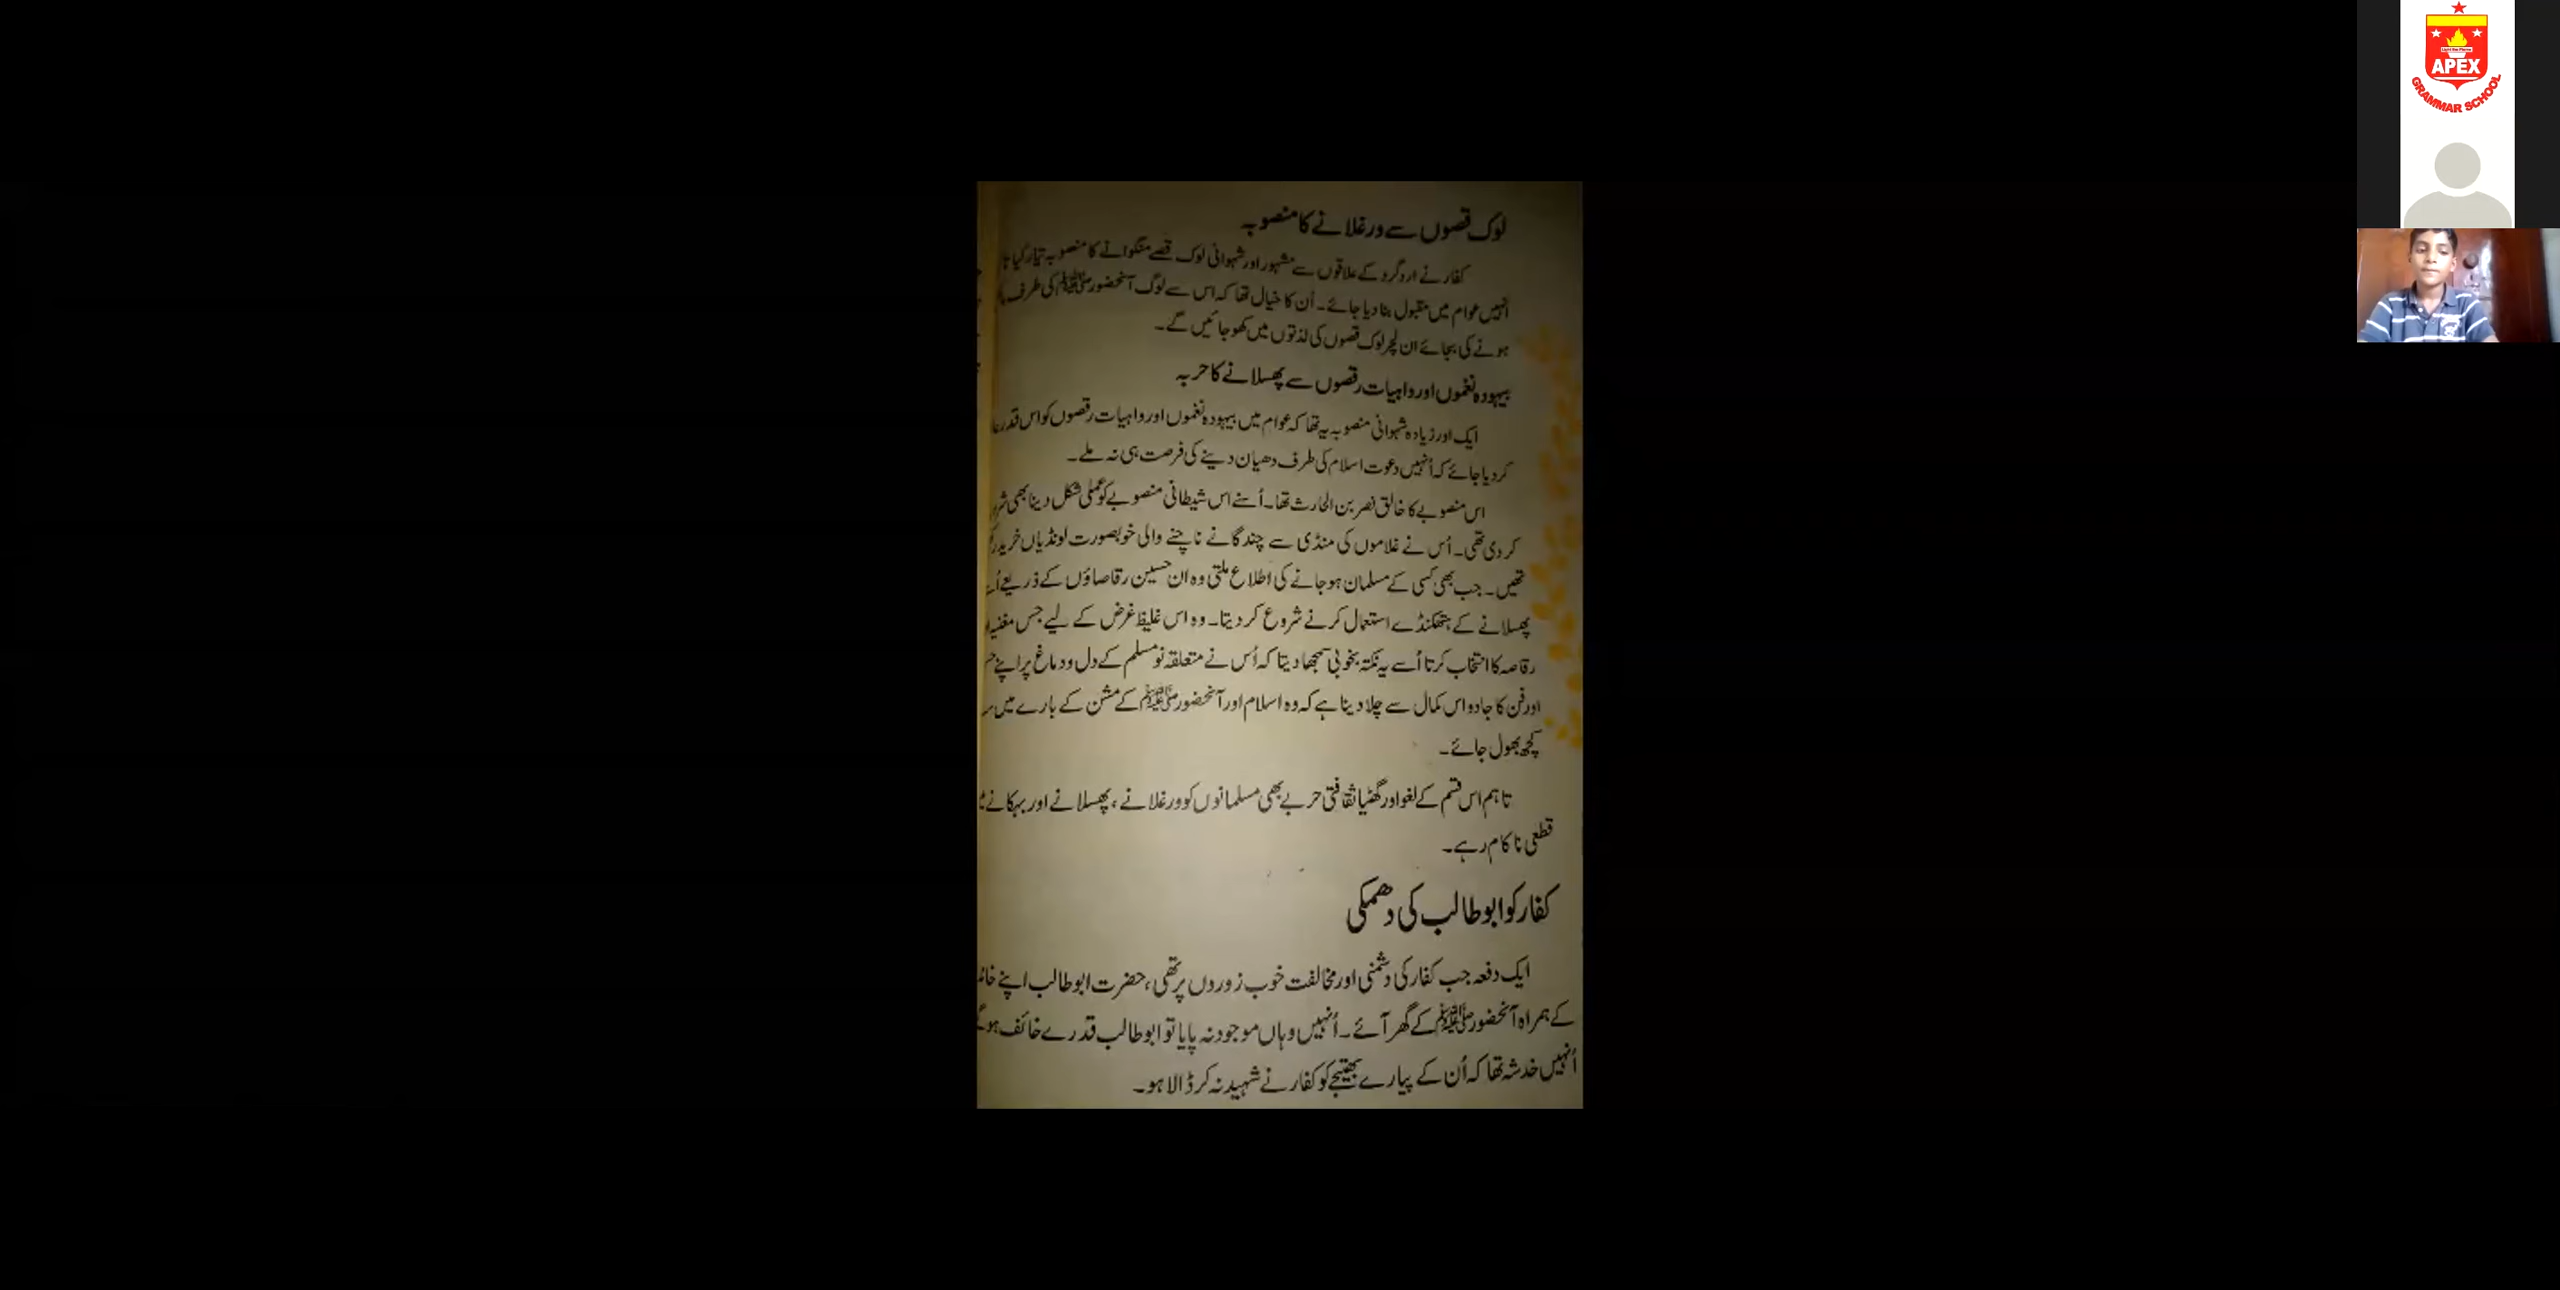 لوک قصوں سے ورغلانے کا منصوبہ
کفار نے اردگرد کے علاقوں سے مشہور اور شہوانی لوک قصے منگوانے کا منصوبہ تیار کیا تا
انہیں عوام میں مقبول بنا دیا جائے۔ اُن کا خیال تھا کہ اس سے لوگ آنحضورﷺ کی طرف
ہونے کی بجائے ان لچر لوک قصوں کی لذتوں میں کھو جائیں گے۔
بیہودہ نغموں اور واہیات رقصوں سے پھسلانے کا حربہ
ایک اور زیادہ شہوانی منصوبہ یہ تھا کہ عوام میں بیہودہ نغموں اور واہیات رقصوں کو اس قدر عا
کر دیا جائے کہ اُنہیں دعوت اسلام کی طرف دھیان دینے کی فرصت ہی نہ ملے۔
اس منصوبے کا خالق نصر بن الحارث تھا۔ اُسنے اس شیطانی منصوبے کو عملی شکل دینا بھی شرو
کر دی تھی۔ اُس نے غلاموں کی منڈی سے چند گانے ناچنے والی خوبصورت لونڈیاں خرید ر
تھیں۔ جب بھی کسی کے مسلمان ہو جانے کی اطلاع ملتی وہ ان حسین رقاصاؤں کے ذریعے اُ
پھسلانے کے ہتھکنڈے استعمال کرنے شروع کر دیتا۔ وہ اس غلیظ غرض کے لیے جس مغنیہ
رقاصہ کا انتخاب کرتا اُسے یہ نکتہ بخوبی سمجھا دیتا کہ اُس نے متعلقہ نو مسلم کے دل و دماغ پر اپنے
اور فن کا جادو اس کمال سے چلا دینا ہے کہ وہ اسلام اور آنحضورﷺ کے مشن کے بارے میں
کچھ بھول جائے۔
تاہم اس قسم کے لغو اور گھٹیا ثقافتی حربے بھی مسلمانوں کو ورغلانے ، پھسلانے اور بہکانے
قطعی ناکام رہے۔
کفار کو ابو طالب کی دھمکی
ایک دفعہ جب کفار کی دشمنی اور مخالفت خوب زوروں پر تھی، حضرت ابو طالب اپنے خاند
کے ہمراہ آنحضورﷺ کے گھر آئے۔ اُنہیں وہاں موجود نہ پایا تو ابو طالب قدرے خائف ہو
اُنہیں خدشہ تھا کہ اُن کے پیارے بھتیجے کو کفار نے شہید نہ کر ڈالا ہو۔
APEX
GRAMMAR SCHOOL